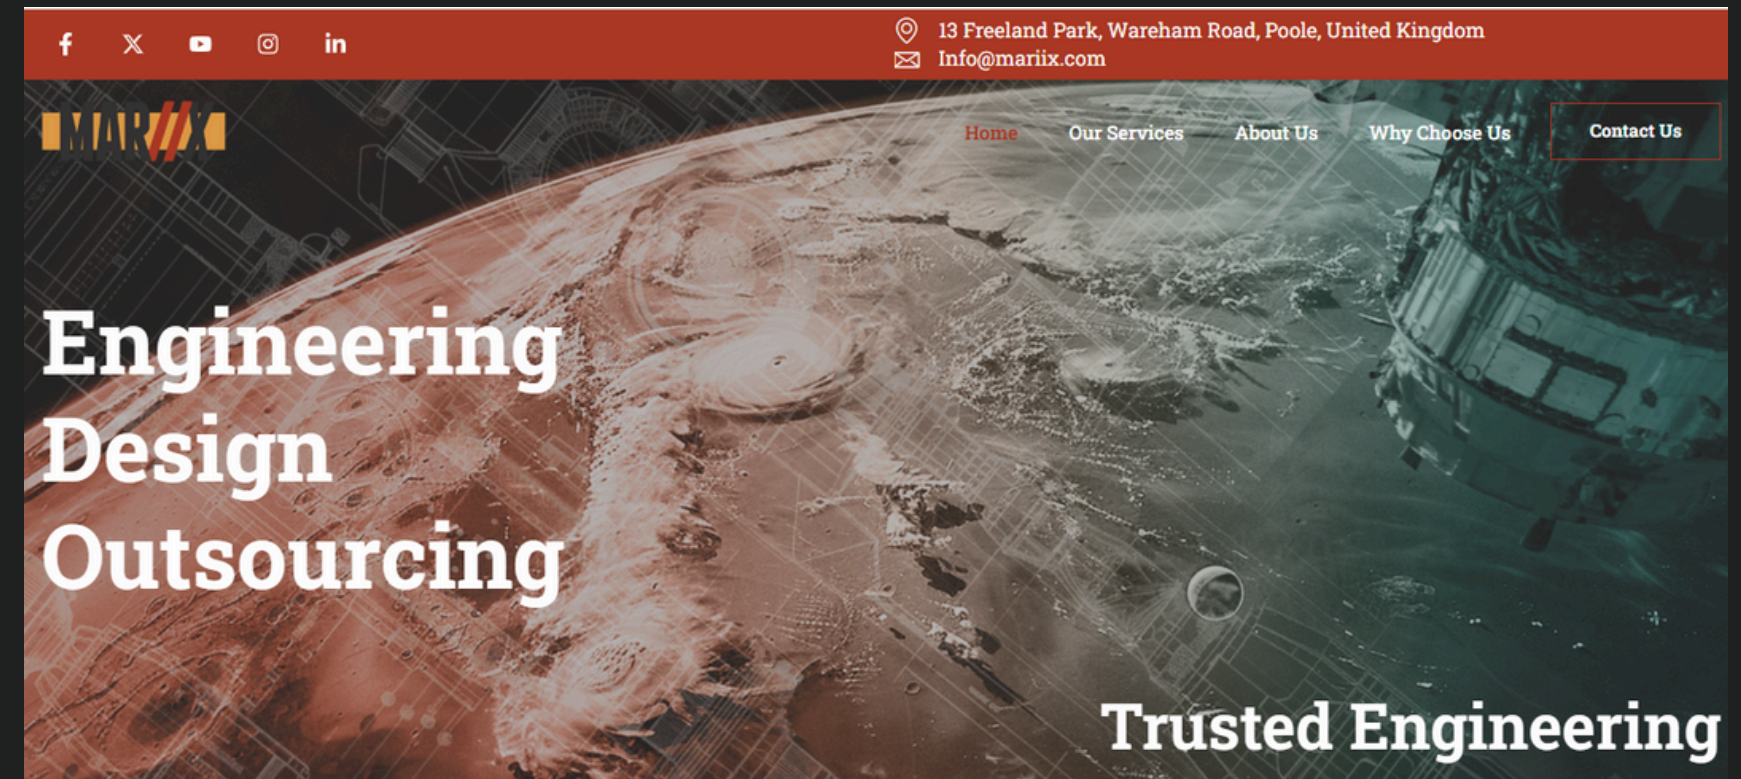 13 Freeland Park, Wareham Road, Poole, United Kingdom
Info@mariix.com
MARIIX
Home
Our Services
About Us
Why Choose Us
Contact Us
Engineering
Design
Outsourcing
Trusted Engineering